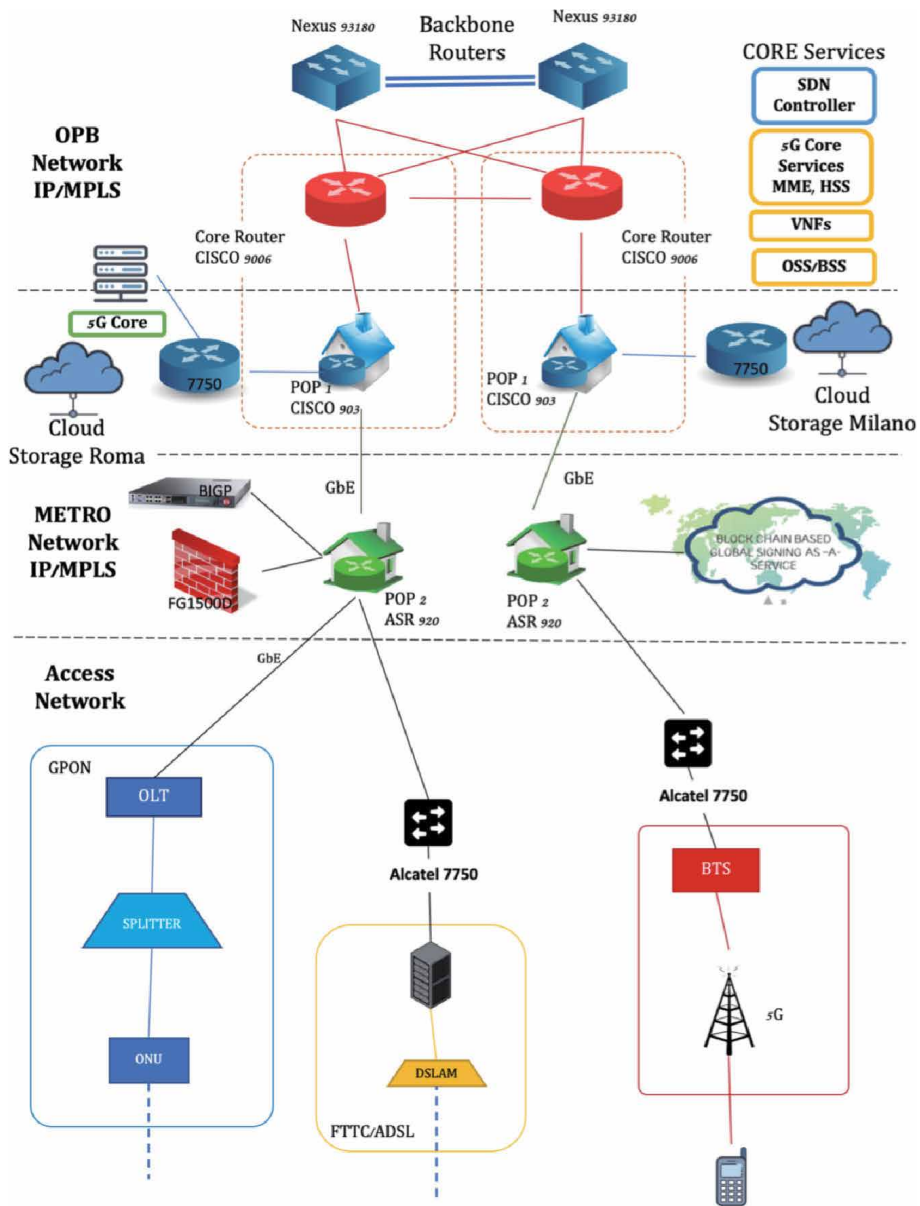 Nexus 93180
Backbone
Routers
Nexus 93180
CORE Services
SDN
Controller
5G Core
Services
MME, HSS
VNFs
OSS/BSS
OPB
Network
IP/MPLS
Core Router
CISCO 9006
Core Router
CISCO 9006
5G Core
7750
POP 1
CISCO 903
POP 1
CISCO 903
7750
Cloud
Storage Roma
Cloud
Storage Milano
GbE
GbE
BIGP
METRO
Network
IP/MPLS
FG1500D
BLOCK CHAIN BASED
GLOBAL SIGNING AS -A-
SERVICE
POP 2
ASR 920
POP 2
ASR 920
GbE
Access
Network
GPON
OLT
SPLITTER
ONU
Alcatel 7750
DSLAM
FTTC/ADSL
Alcatel 7750
BTS
5G